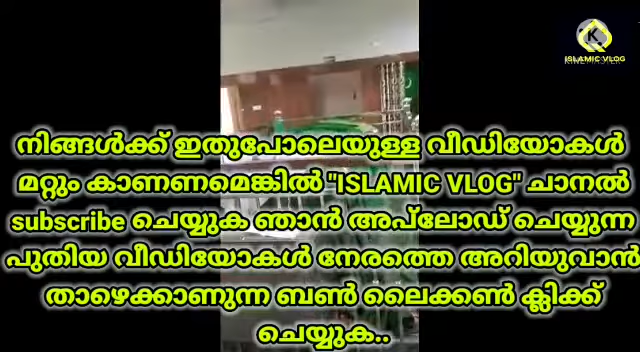 ISLAMIC VLOG
നിങ്ങൾക്ക് ഇതുപോലെയുള്ള വീഡിയോകൾ
മറ്റും കാണണമെങ്കിൽ "ISLAMIC VLOG" ചാനൽ
subscribe ചെയ്യുക ഞാൻ അപ്ലോഡ് ചെയ്യുന്ന
പുതിയ വീഡിയോകൾ നേരത്തെ അറിയുവാൻ
താഴെക്കാണുന്ന ബൺ ലൈക്കൺ ക്ലിക്ക്
ചെയ്യുക..